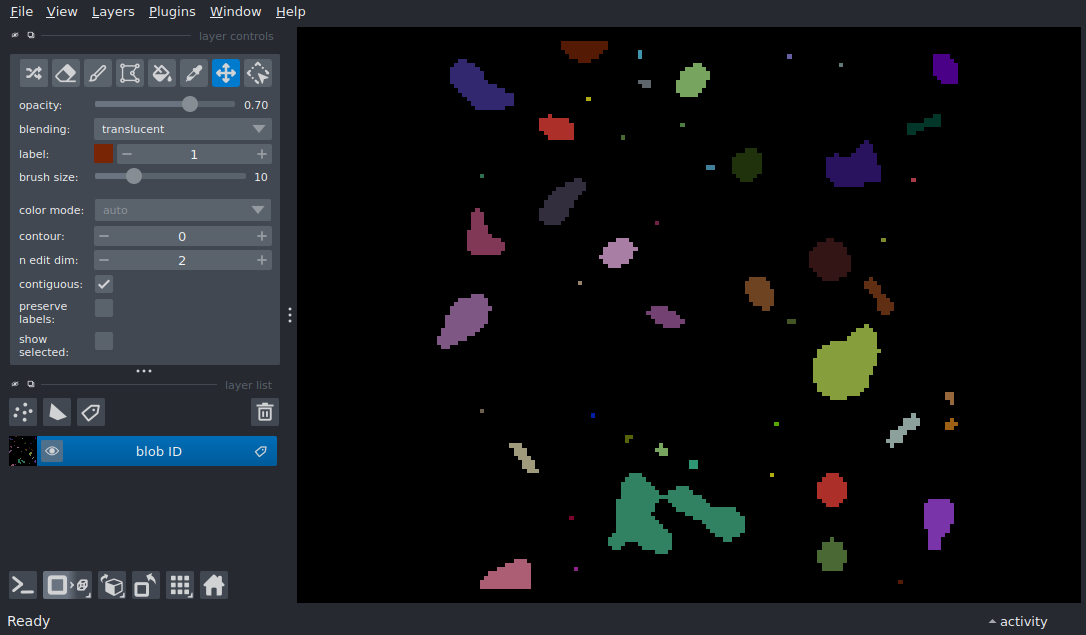 File View Layers Plugins Window Help
layer controls
opacity: 0.70
blending: translucent
label: 1
brush size: 10
color mode: auto
contour: 0
n edit dim: 2
contiguous:
preserve
labels:
show
selected:
layer list
blob ID
Ready
activity